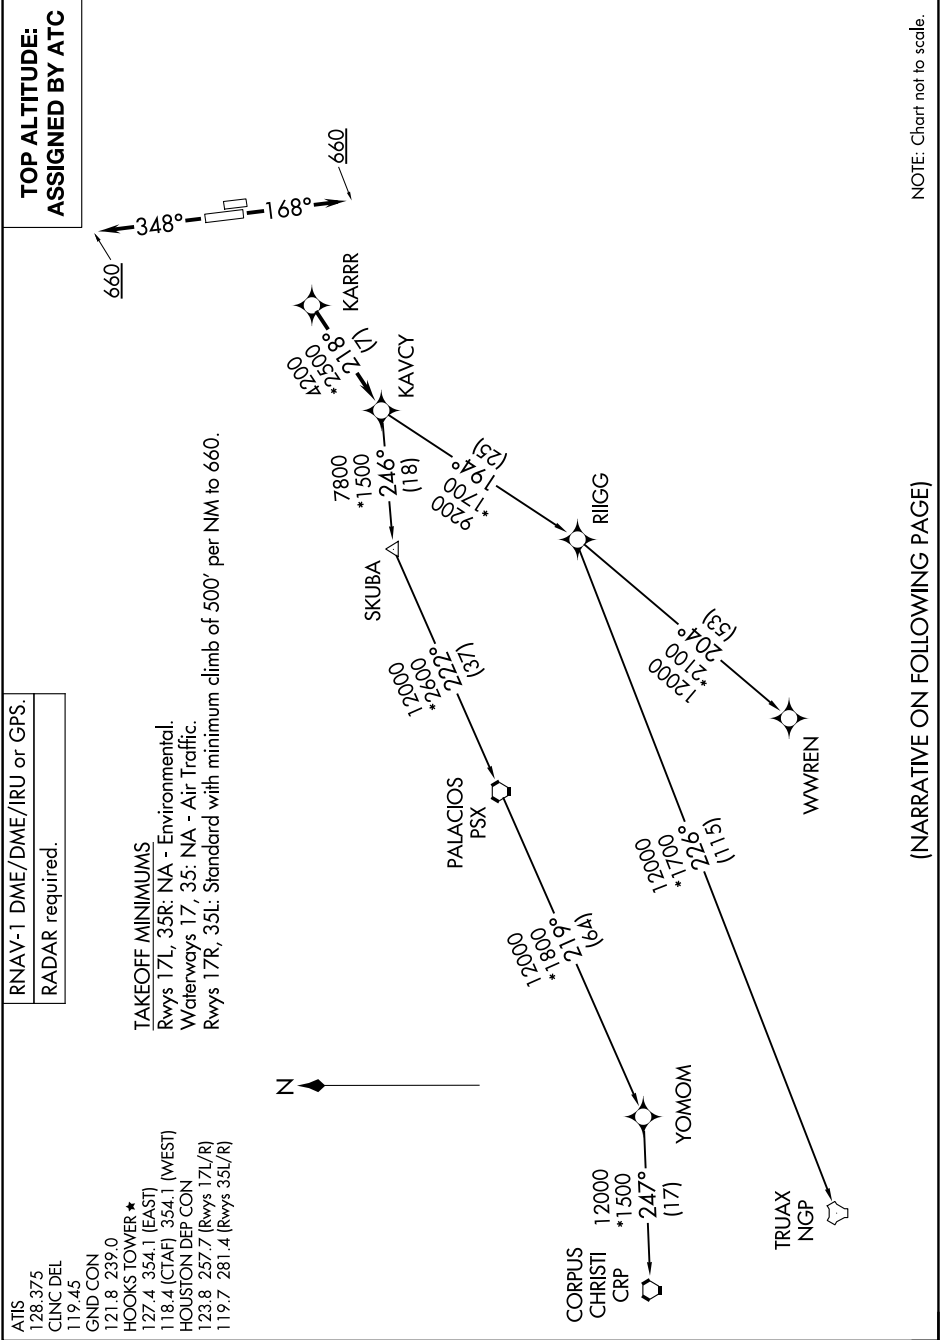 TOP ALTITUDE:
ASSIGNED BY ATC
RNAV-1 DME/DME/IRU or GPS.
RADAR required.
ATIS
128.375
CLNC DEL
119.45
GND CON
121.8 239.0
HOOKS TOWER ★
127.4 354.1 (EAST)
118.4 (CTAF) 354.1 (WEST)
HOUSTON DEP CON
123.8 257.7 (Rwys 17L/R)
119.7 281.4 (Rwys 35L/R)
TAKEOFF MINIMUMS
Rwys 17L, 35R: NA - Environmental.
Waterways 17, 35: NA - Air Traffic.
Rwys 17R, 35L: Standard with minimum climb of 500' per NM to 660.
N
660
348°
168°
660
KARRR
4200
*2500
218°
(7)
KAVCY
7800
*1500
246°
(18)
9200
*1700
194°
(25)
SKUBA
RIIGG
12000
*2600
222°
(37)
12000
*2100
204°
(53)
PALACIOS
PSX
WWREN
12000
*1800
219°
(64)
12000
*1700
226°
(115)
YOMOM
12000
*1500
247°
(17)
CORPUS
CHRISTI
CRP
TRUAX
NGP
NOTE: Chart not to scale.
(NARRATIVE ON FOLLOWING PAGE)